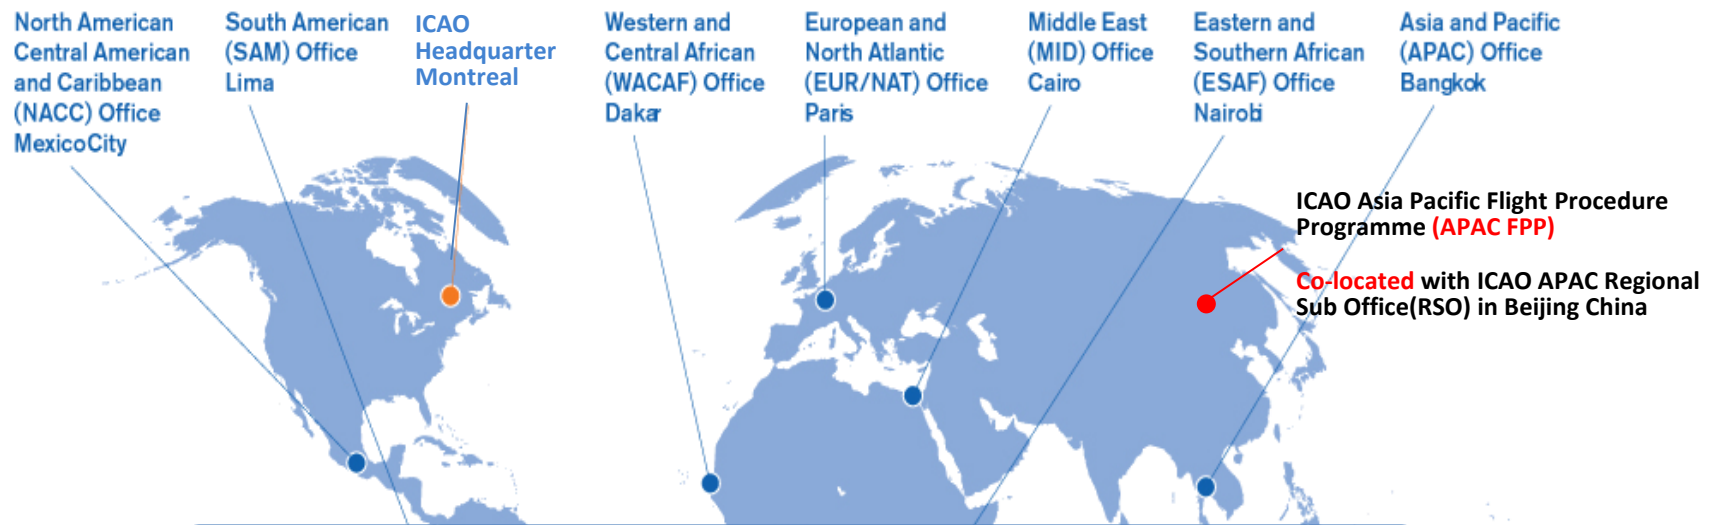 North American
Central American
and Caribbean
(NACC) Office
MexicoCity
South American
(SAM) Office
Lima
ICAO
Headquarter
Montreal
Western and
Central African
(WACAF) Office
Dakar
European and
North Atlantic
(EUR/NAT) Office
Paris
Middle East
(MID) Office
Cairo
Eastern and
Southern African
(ESAF) Office
Nairobi
Asia and Pacific
(APAC) Office
Bangkok
ICAO Asia Pacific Flight Procedure
Programme (APAC FPP)
Co-located with ICAO APAC Regional
Sub Office(RSO) in Beijing China